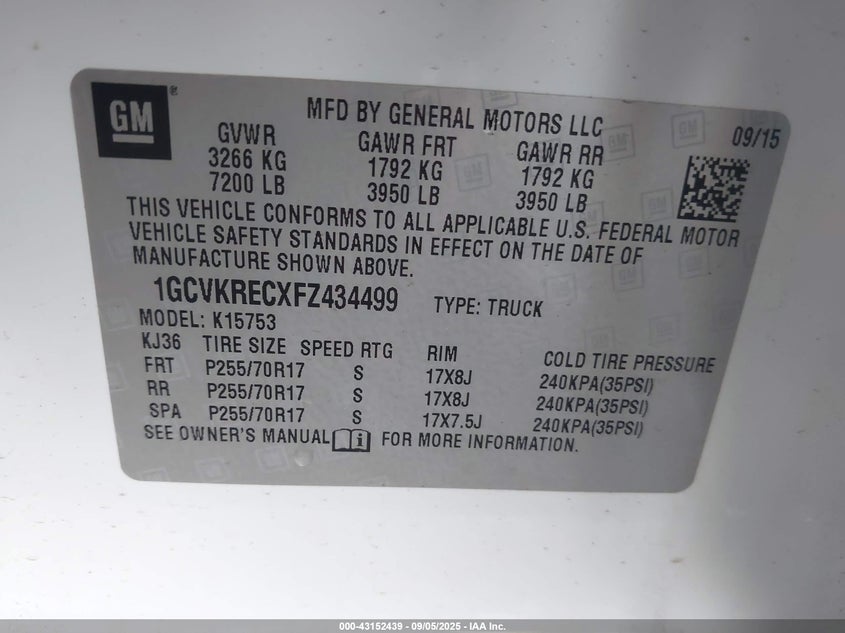 GM®
MFD BY GENERAL MOTORS LLC
09/15
GVWR GAWR FRT GAWR RR
3266 KG 1792 KG 1792 KG
7200 LB 3950 LB 3950 LB
THIS VEHICLE CONFORMS TO ALL APPLICABLE U.S. FEDERAL MOTOR
VEHICLE SAFETY STANDARDS IN EFFECT ON THE DATE OF
MANUFACTURE SHOWN ABOVE.
1GCVKRECXFZ434499 TYPE: TRUCK
MODEL: K15753
KJ36 TIRE SIZE SPEED RTG RIM COLD TIRE PRESSURE
FRT P255/70R17 S 17X8J 240KPA(35PSI)
RR P255/70R17 S 17X8J 240KPA(35PSI)
SPA P255/70R17 S 17X7.5J 240KPA(35PSI)
SEE OWNER'S MANUAL FOR MORE INFORMATION.
000-43152439 - 09/05/2025 - IAA Inc.